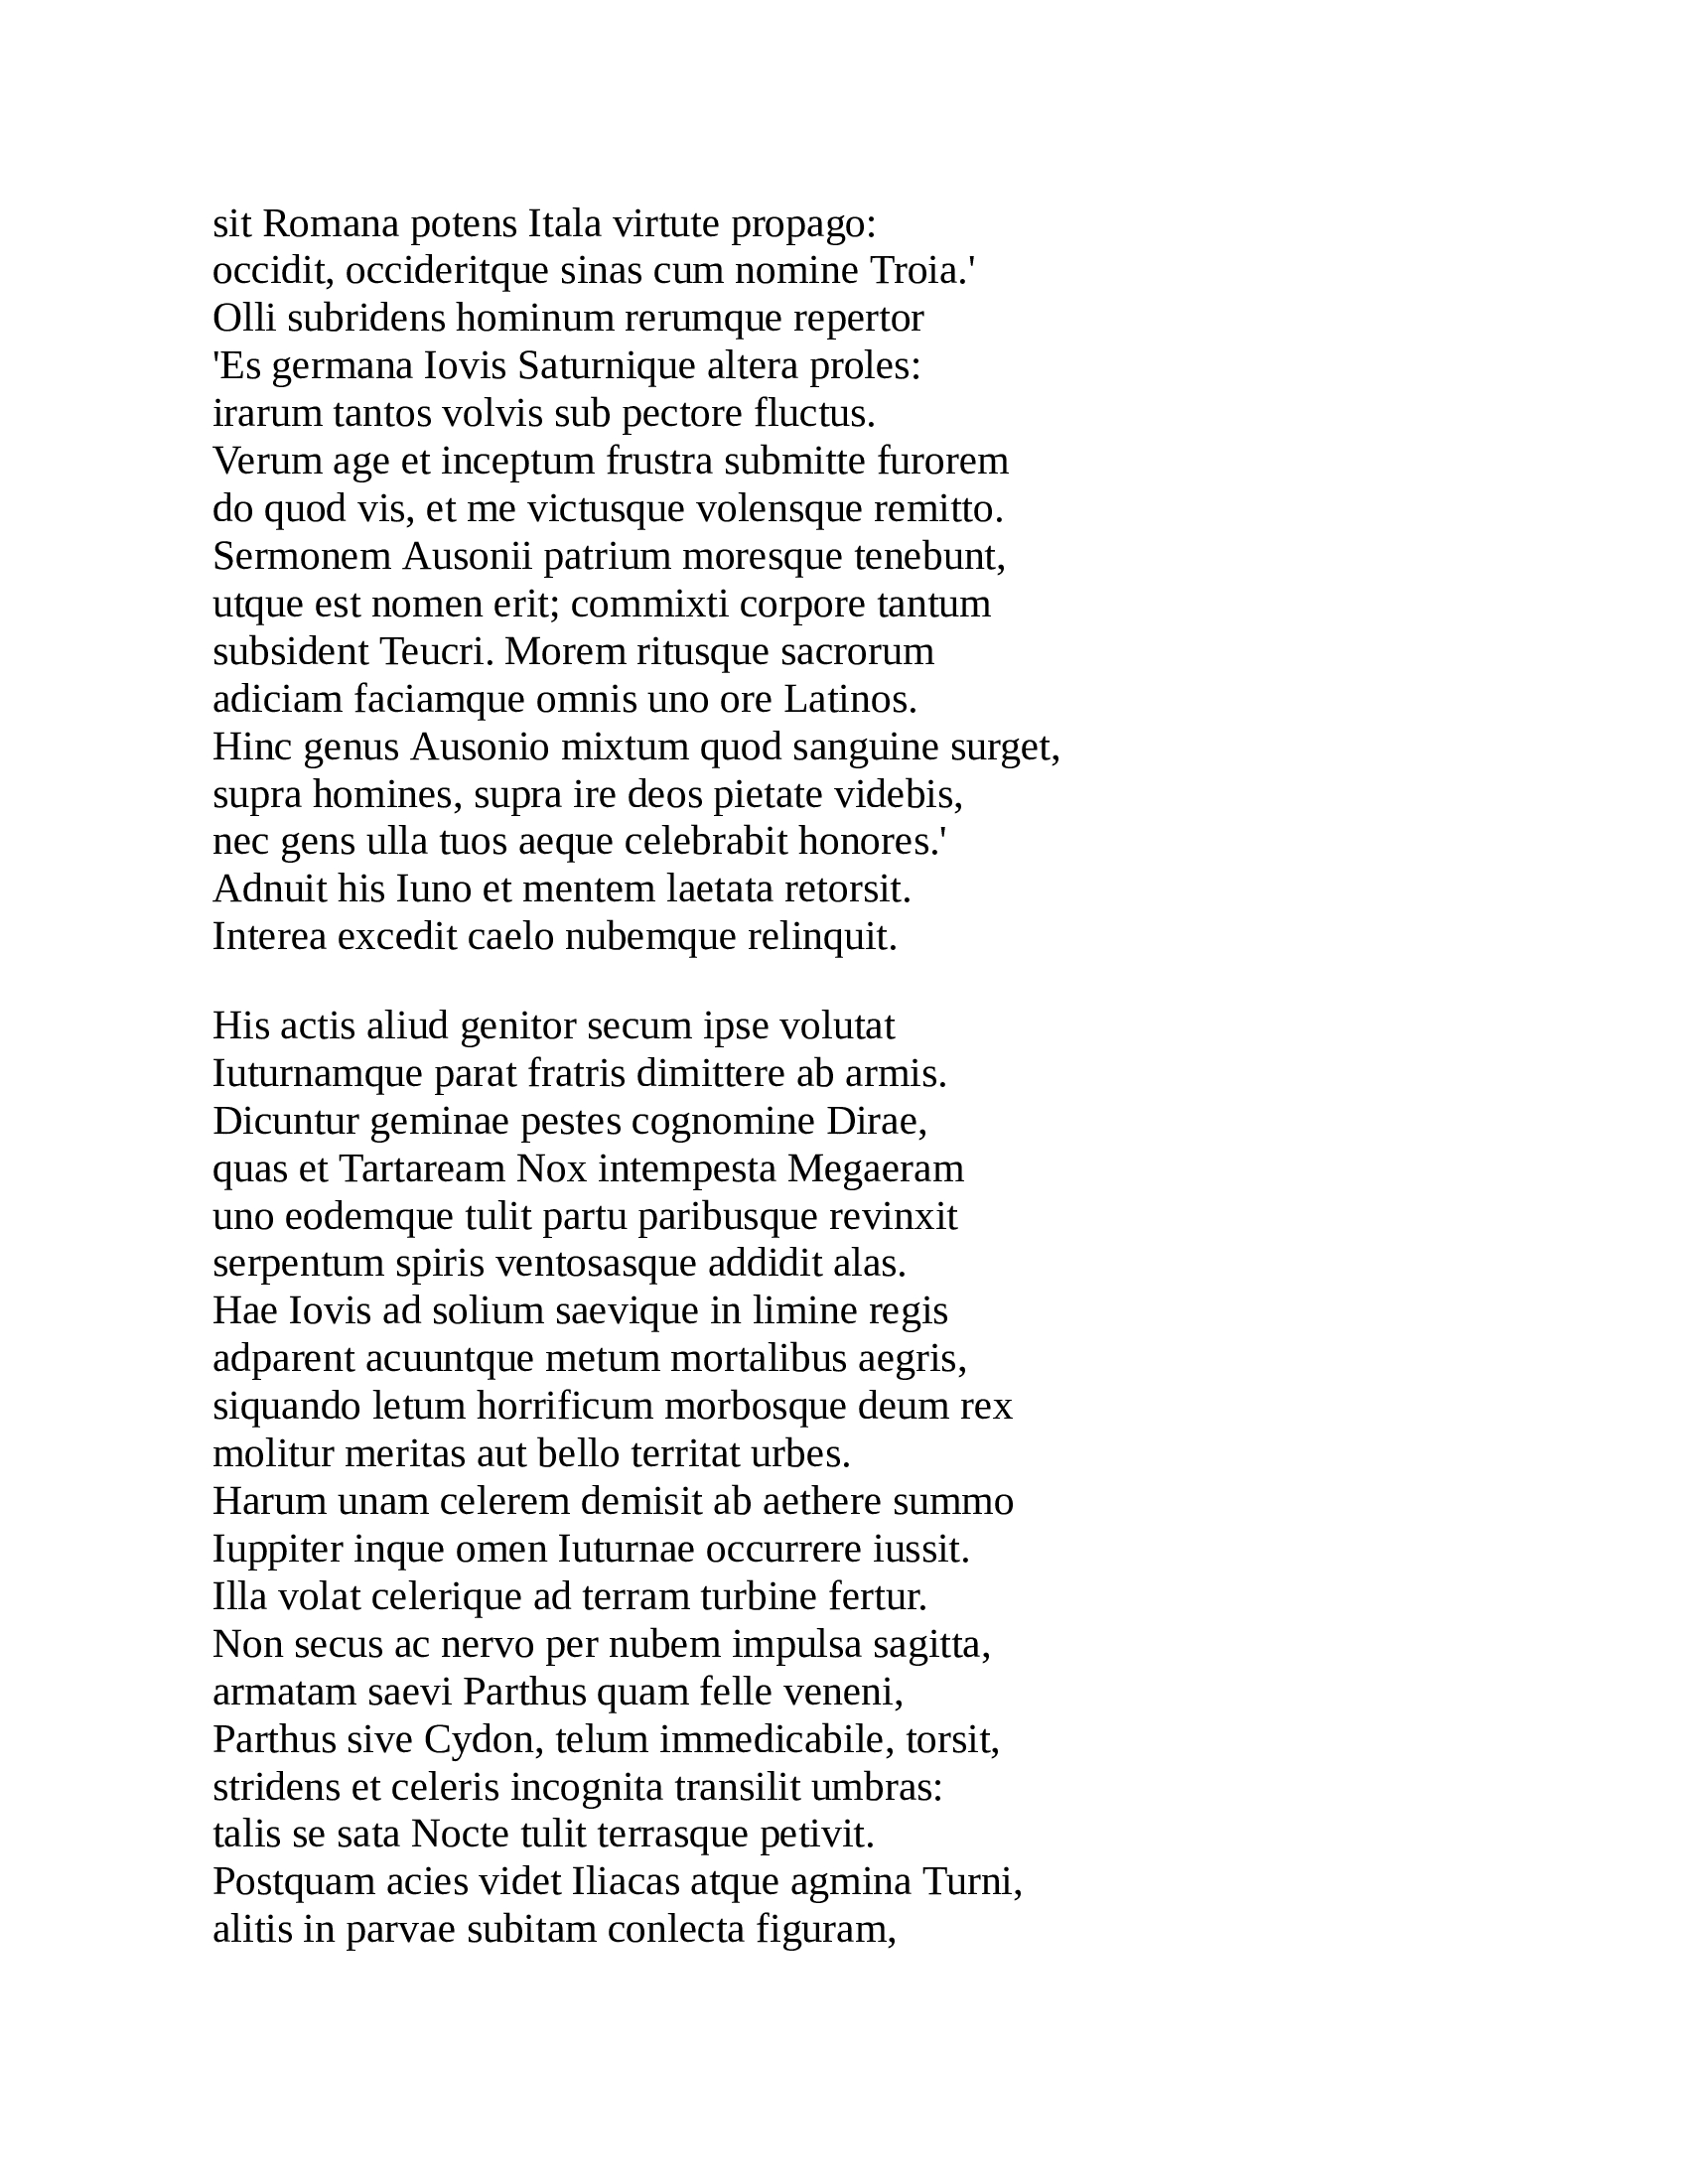 sit Romana potens Itala virtute propago:
occidit, occideritque sinas cum nomine Troia.'
Olli subridens hominum rerumque repertor
'Es germana Iovis Saturnique altera proles:
irarum tantos volvis sub pectore fluctus.
Verum age et inceptum frustra submitte furorem
do quod vis, et me victusque volensque remitto.
Sermonem Ausonii patrium moresque tenebunt,
utque est nomen erit; commixti corpore tantum
subsident Teucri. Morem ritusque sacrorum
adiciam faciamque omnis uno ore Latinos.
Hinc genus Ausonio mixtum quod sanguine surget,
supra homines, supra ire deos pietate videbis,
nec gens ulla tuos aeque celebrabit honores.'
Adnuit his Iuno et mentem laetata retorsit.
Interea excedit caelo nubemque relinquit.

His actis aliud genitor secum ipse volutat
Iuturnamque parat fratris dimittere ab armis.
Dicuntur geminae pestes cognomine Dirae,
quas et Tartaream Nox intempesta Megaeram
uno eodemque tulit partu paribusque revinxit
serpentum spiris ventosasque addidit alas.
Hae Iovis ad solium saevique in limine regis
adparent acuuntque metum mortalibus aegris,
siquando letum horrificum morbosque deum rex
molitur meritas aut bello territat urbes.
Harum unam celerem demisit ab aethere summo
Iuppiter inque omen Iuturnae occurrere iussit.
Illa volat celerique ad terram turbine fertur.
Non secus ac nervo per nubem impulsa sagitta,
armatam saevi Parthus quam felle veneni,
Parthus sive Cydon, telum immedicabile, torsit,
stridens et celeris incognita transilit umbras:
talis se sata Nocte tulit terrasque petivit.
Postquam acies videt Iliacas atque agmina Turni,
alitis in parvae subitam conlecta figuram,